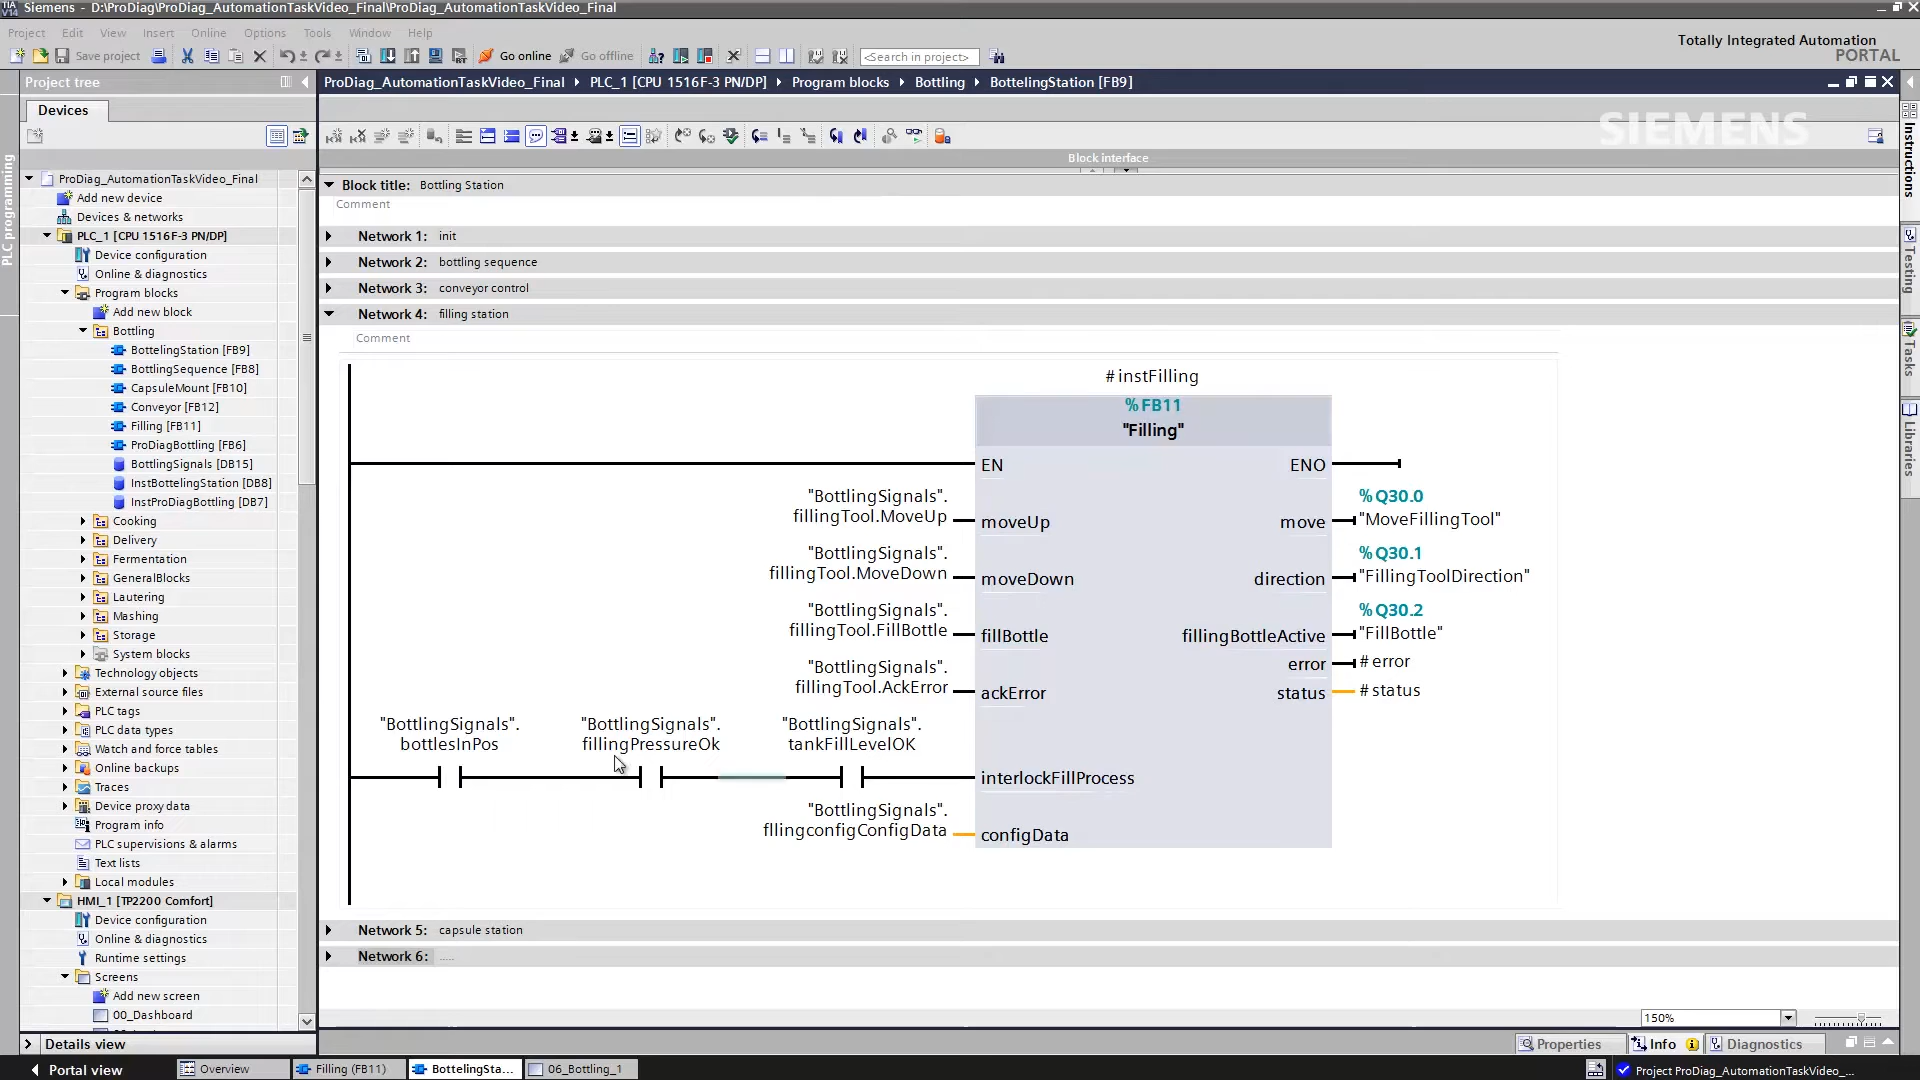 TIA
V14
Siemens - D:\ProDiag\ProDiag_AutomationTaskVideo_Final\ProDiag_AutomationTaskVideo_Final
Project Edit View Insert Online Options Tools Window Help
Save project
Go online
Go offline
<Search in project>
Totally Integrated Automation
PORTAL
Project tree
Devices
PLC programming
ProDiag_AutomationTaskVideo_Final
Add new device
Devices & networks
PLC_1 [CPU 1516F-3 PN/DP]
Device configuration
Online & diagnostics
Program blocks
Add new block
Bottling
BottelingStation [FB9]
BottlingSequence [FB8]
CapsuleMount [FB10]
Conveyor [FB12]
Filling [FB11]
ProDiagBottling [FB6]
BottlingSignals [DB15]
InstBottelingStation [DB8]
InstProDiagBottling [DB7]
Cooking
Delivery
Fermentation
GeneralBlocks
Lautering
Mashing
Storage
System blocks
Technology objects
External source files
PLC tags
PLC data types
Watch and force tables
Online backups
Traces
Device proxy data
Program info
PLC supervisions & alarms
Text lists
Local modules
HMI_1 [TP2200 Comfort]
Device configuration
Online & diagnostics
Runtime settings
Screens
Add new screen
00_Dashboard
Details view
ProDiag_AutomationTaskVideo_Final PLC_1 [CPU 1516F-3 PN/DP] Program blocks Bottling BottelingStation [FB9]
SIEMENS
Block interface
Block title: Bottling Station
Comment
Network 1: init
Network 2: bottling sequence
Network 3: conveyor control
Network 4: filling station
Comment
#instFilling
%FB11
"Filling"
EN
ENO
"BottlingSignals".
fillingTool.MoveUp
moveUp
%Q30.0
move
"MoveFillingTool"
"BottlingSignals".
fillingTool.MoveDown
moveDown
%Q30.1
direction
"FillingToolDirection"
"BottlingSignals".
fillingTool.FillBottle
fillBottle
%Q30.2
fillingBottleActive
"FillBottle"
error
#error
"BottlingSignals".
fillingTool.AckError
ackError
status
#status
"BottlingSignals".
bottlesInPos
"BottlingSignals".
fillingPressureOk
"BottlingSignals".
tankFillLevelOK
interlockFillProcess
"BottlingSignals".
fllingconfigConfigData
configData
Network 5: capsule station
Network 6: .....
150%
Properties
Info
Diagnostics
Instructions
Testing
Tasks
Libraries
Portal view
Overview
Filling (FB11)
BottelingSta...
06_Bottling_1
Project ProDiag_AutomationTaskVideo_...